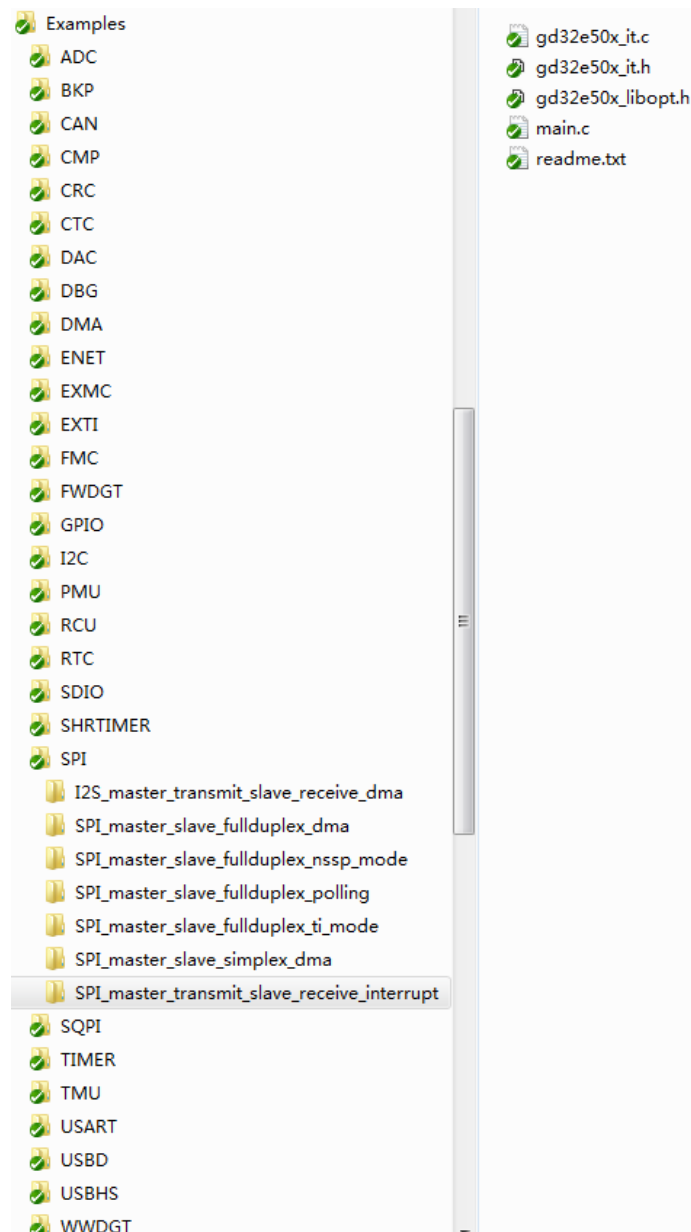 Examples
ADC
BKP
CAN
CMP
CRC
CTC
DAC
DBG
DMA
ENET
EXMC
EXTI
FMC
FWDGT
GPIO
I2C
PMU
RCU
RTC
SDIO
SHRTIMER
SPI
I2S_master_transmit_slave_receive_dma
SPI_master_slave_fullduplex_dma
SPI_master_slave_fullduplex_nssp_mode
SPI_master_slave_fullduplex_polling
SPI_master_slave_fullduplex_ti_mode
SPI_master_slave_simplex_dma
SPI_master_transmit_slave_receive_interrupt
SQPI
TIMER
TMU
USART
USBD
USBHS
WWDGT
gd32e50x_it.c
gd32e50x_it.h
gd32e50x_libopt.h
main.c
readme.txt